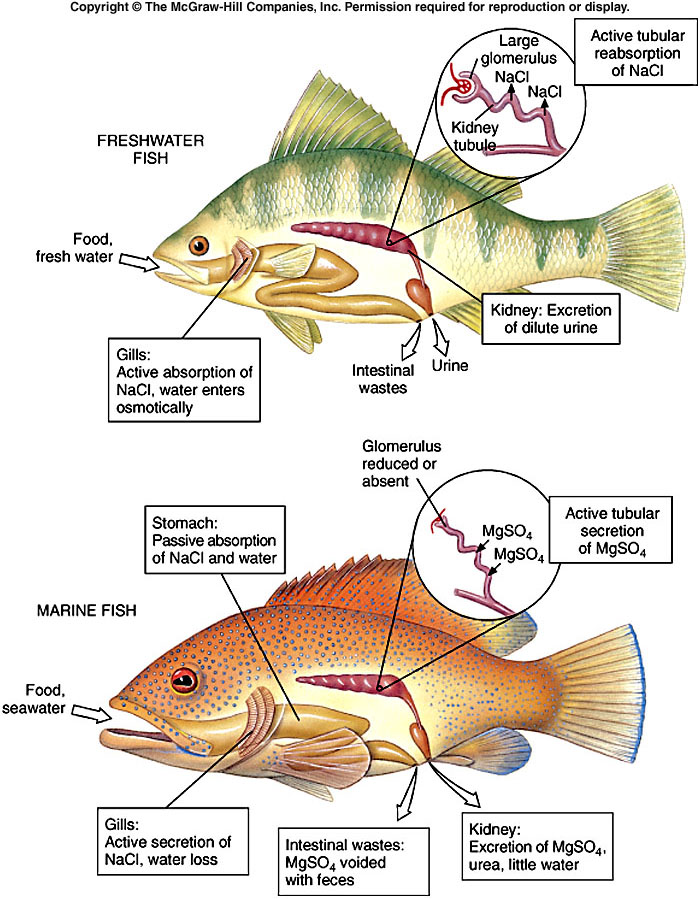 Copyright © The McGraw-Hill Companies, Inc. Permission required for reproduction or display.
Large
glomerulus
NaCl
NaCl
Kidney
tubule
Active tubular
reabsorption
of NaCl
FRESHWATER
FISH
Food,
fresh water
Kidney: Excretion
of dilute urine
Gills:
Active absorption of
NaCl, water enters
osmotically
Intestinal
wastes
Urine
Glomerulus
reduced or
absent
MgSO₄
MgSO₄
Active tubular
secretion
of MgSO₄
Stomach:
Passive absorption
of NaCl and water
MARINE FISH
Food,
seawater
Gills:
Active secretion of
NaCl, water loss
Intestinal wastes:
MgSO₄ voided
with feces
Kidney:
Excretion of MgSO₄,
urea, little water